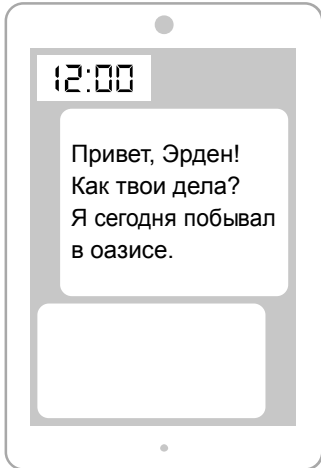 12:00
Привет, Эрден!
Как твои дела?
Я сегодня побывал
в оазисе.